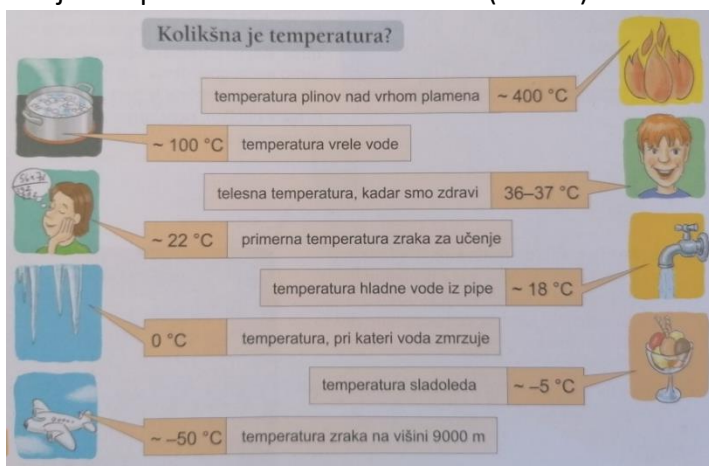 Kolikšna je temperatura?
temperatura plinov nad vrhom plamena ~ 400 °C
~ 100 °C temperatura vrele vode
telesna temperatura, kadar smo zdravi 36–37 °C
~ 22 °C primerna temperatura zraka za učenje
temperatura hladne vode iz pipe ~ 18 °C
0 °C temperatura, pri kateri voda zmrzuje
temperatura sladoleda ~ –5 °C
~ –50 °C temperatura zraka na višini 9000 m